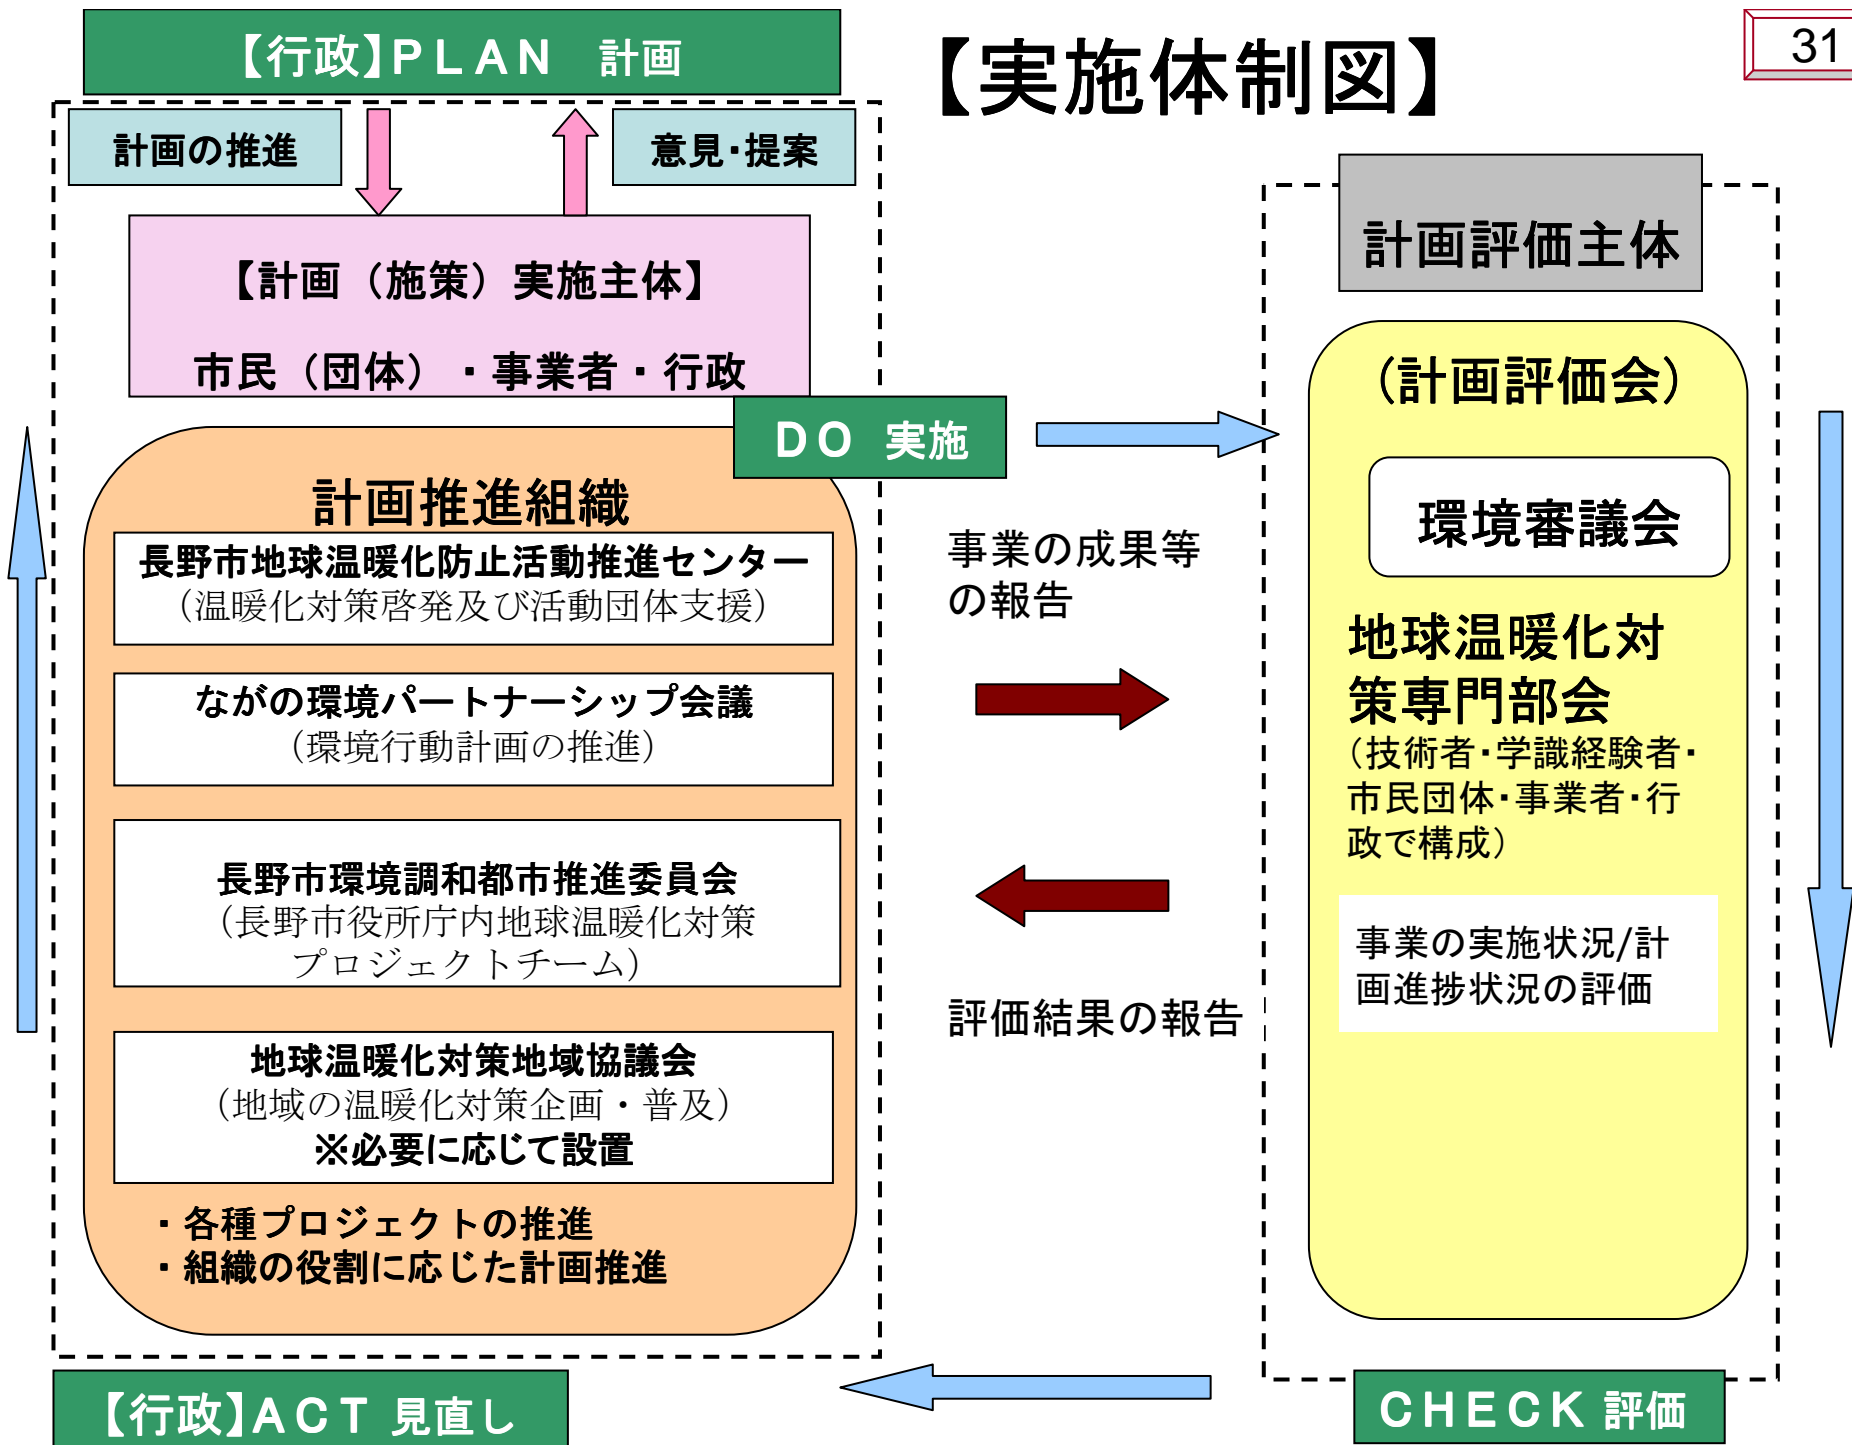 【行政】PLAN 計画
【実施体制図】
31
計画の推進
意見・提案
【計画（施策）実施主体】
市民（団体）・事業者・行政
DO 実施
計画推進組織
長野市地球温暖化防止活動推進センター
（温暖化対策啓発及び活動団体支援）
ながの環境パートナーシップ会議
（環境行動計画の推進）
長野市環境調和都市推進委員会
（長野市役所庁内地球温暖化対策
プロジェクトチーム）
地球温暖化対策地域協議会
（地域の温暖化対策企画・普及）
※必要に応じて設置
・各種プロジェクトの推進
・組織の役割に応じた計画推進
事業の成果等
の報告
評価結果の報告
計画評価主体
（計画評価会）
環境審議会
地球温暖化対
策専門部会
（技術者・学識経験者・
市民団体・事業者・行
政で構成）
事業の実施状況/計
画進捗状況の評価
【行政】ACT 見直し
CHECK 評価